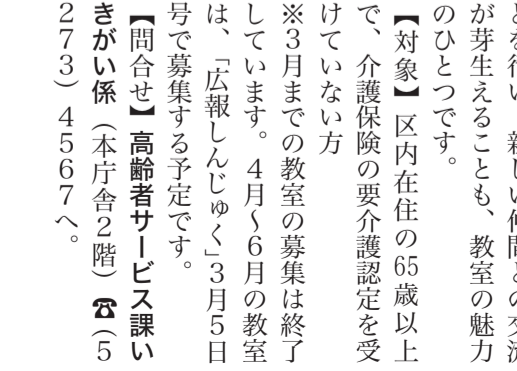 とを行い、新しい仲間との交流
が芽生えることも、教室の魅力
のひとつです。
【対象】区内在住の65歳以上
で、介護保険の要介護認定を受
けていない方
※３月までの教室の募集は終了
しています。４月～６月の教室
は、「広報しんじゅく」３月５日
号で募集する予定です。
【問合せ】高齢者サービス課い
きがい係（本庁舎２階）☎（５
２７３）４５６７へ。